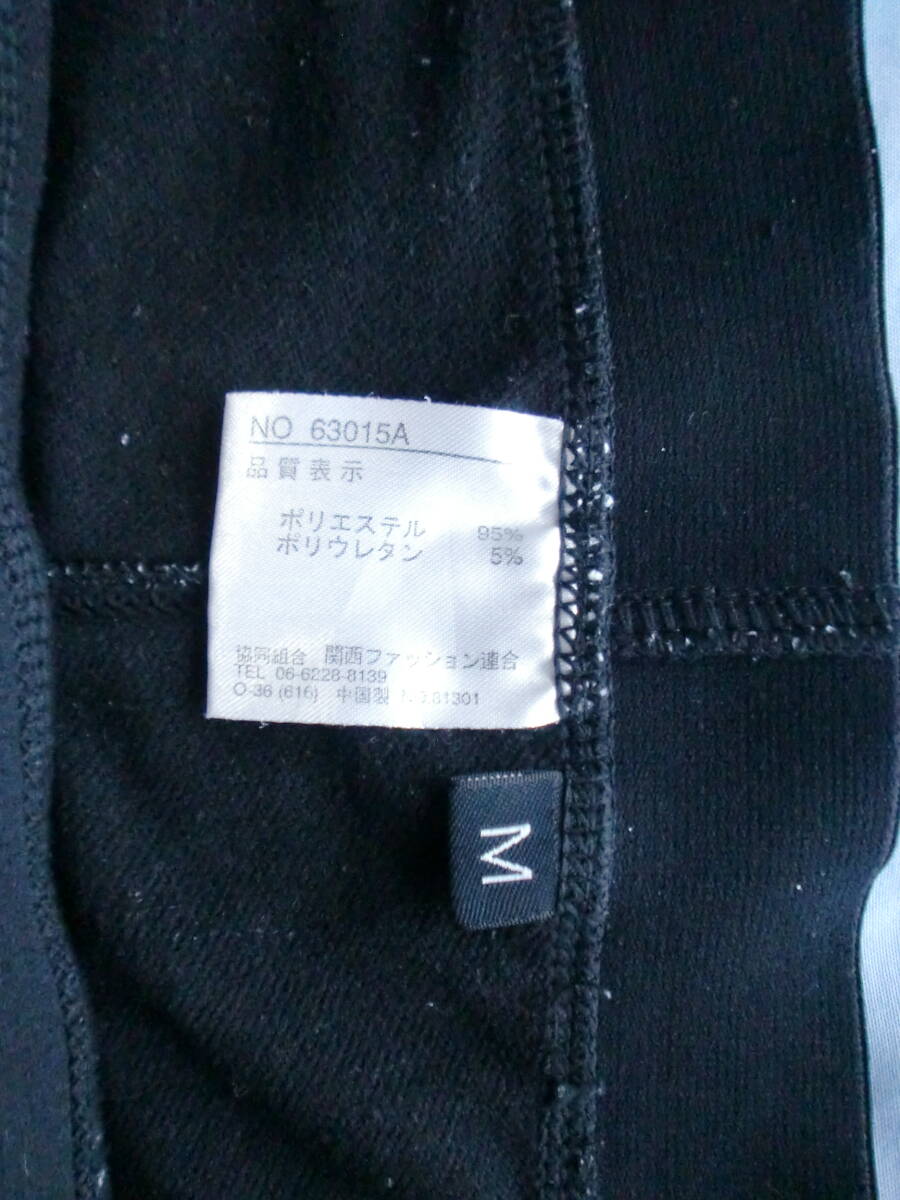 NO 63015A
品質表示
ポリエステル 95%
ポリウレタン 5%
協同組合 関西ファッション連合
TEL 06-6228-8139
O-36 (616) 中国製 NO.81301
M